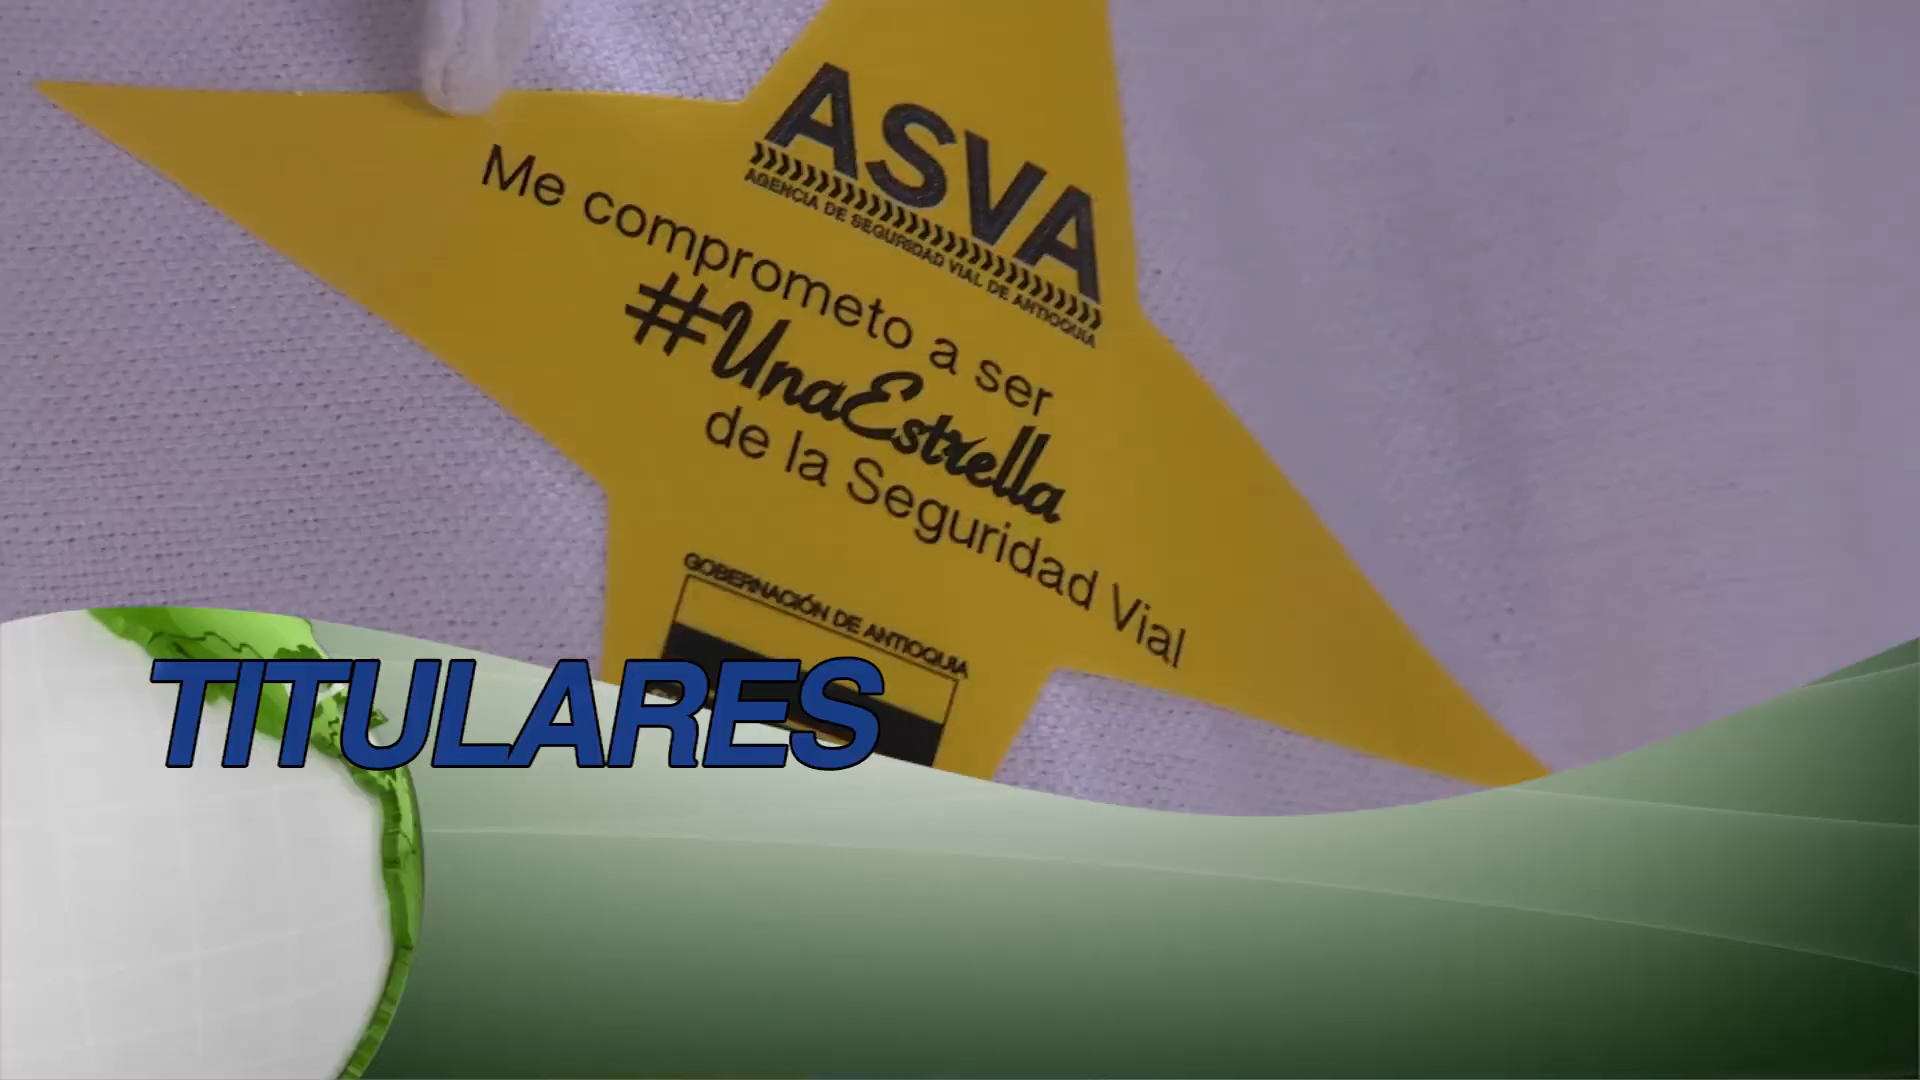 ASVA
AGENCIA DE SEGURIDAD VIAL DE ANTIOQUIA
Me comprometo a ser
#UnaEstrella
de la Seguridad Vial
GOBERNACIÓN DE ANTIOQUIA
TITULARES